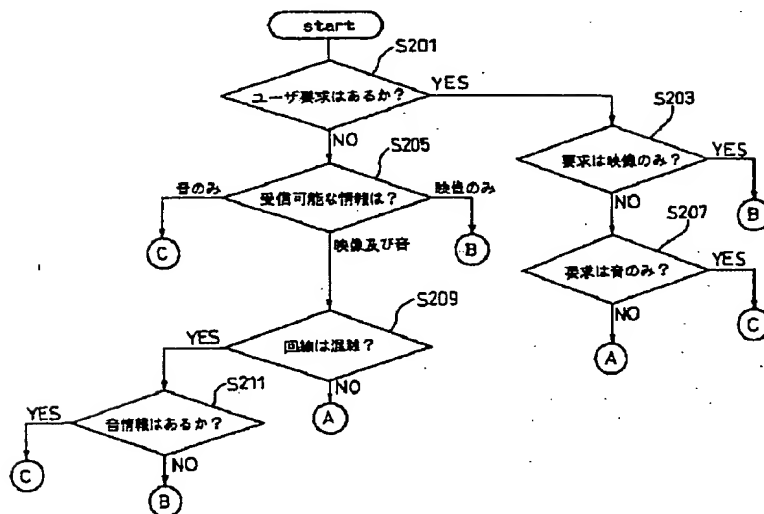 start
S201
ユーザ要求はあるか?
YES
NO
S203
要求は映像のみ?
YES
B
NO
S205
受信可能な情報は?
音のみ
C
映像のみ
B
映像及び音
S207
要求は音のみ?
YES
C
NO
A
S209
回線は混雑?
YES
NO
A
S211
音情報はあるか?
YES
C
NO
B